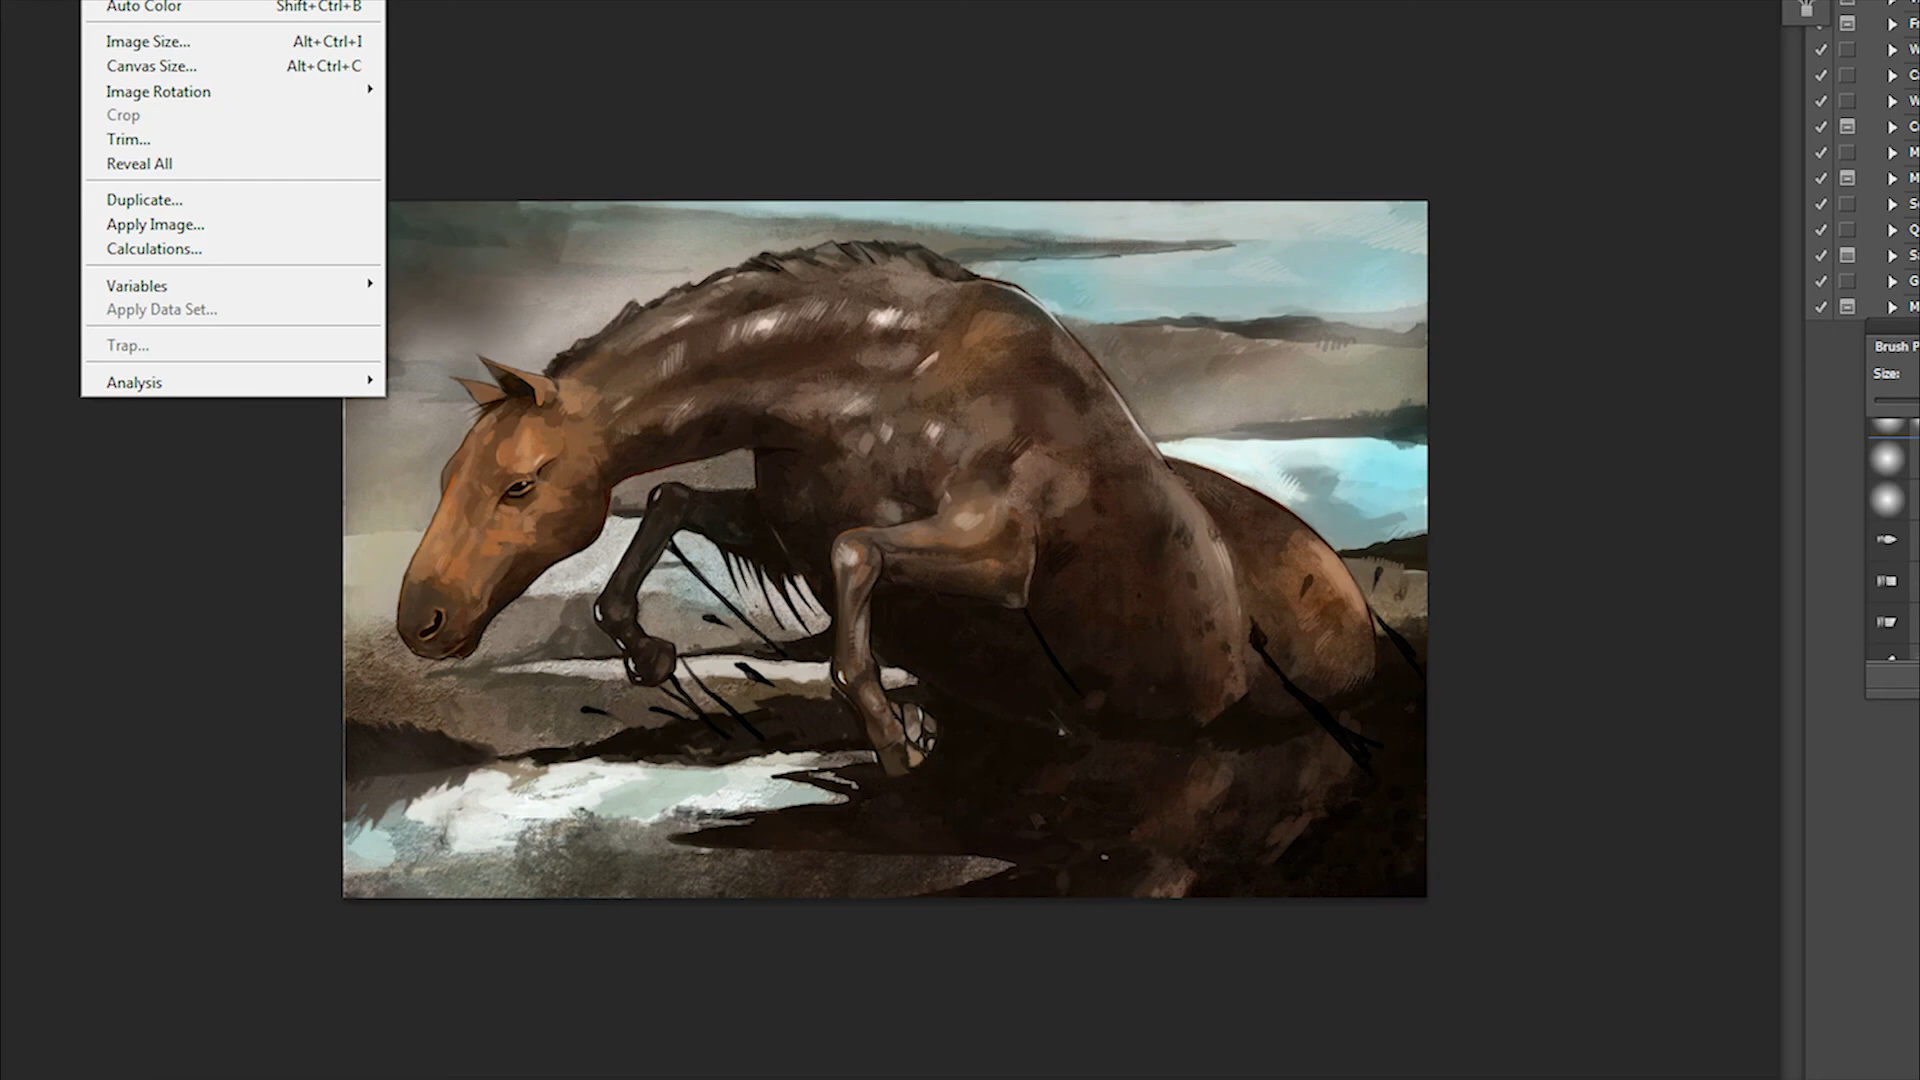 Auto Color Shift+Ctrl+B
Image Size... Alt+Ctrl+I
Canvas Size... Alt+Ctrl+C
Image Rotation
Crop
Trim...
Reveal All
Duplicate...
Apply Image...
Calculations...
Variables
Apply Data Set...
Trap...
Analysis
Brush P
Size: